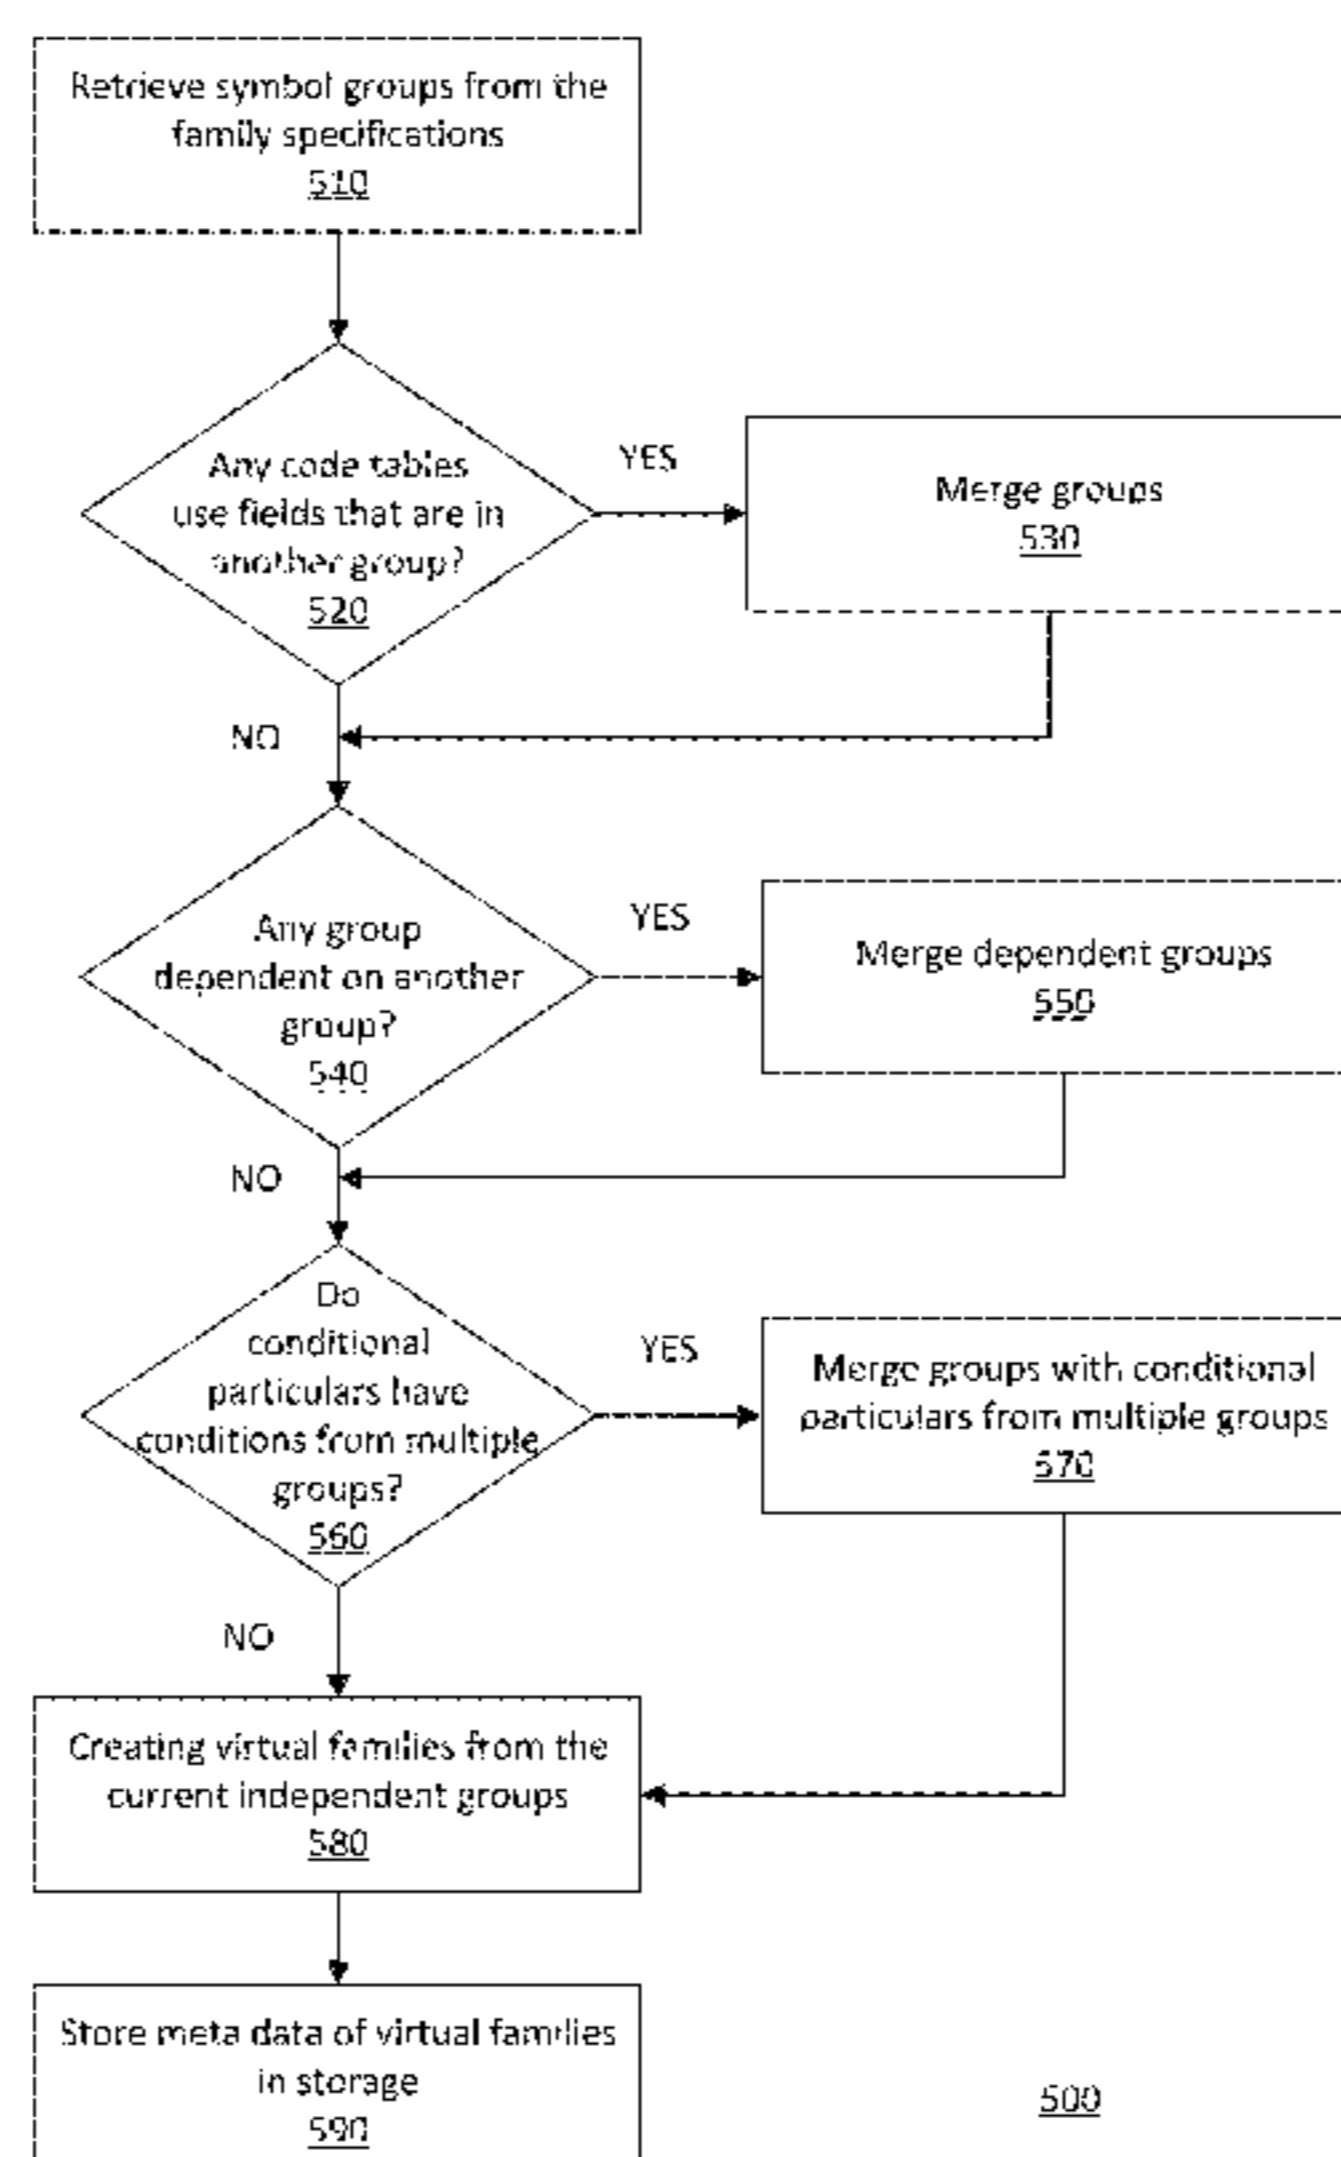 Retrieve symbol groups from the
family specifications
510
Any code tables
use fields that are in
another group?
520
YES
Merge groups
530
NO
Any group
dependent on another
group?
540
YES
Merge dependent groups
550
NO
Do
conditional
particulars have
conditions from multiple
groups?
560
YES
Merge groups with conditional
particulars from multiple groups
570
NO
Creating virtual families from the
current independent groups
580
Store meta data of virtual families
in storage
590
500